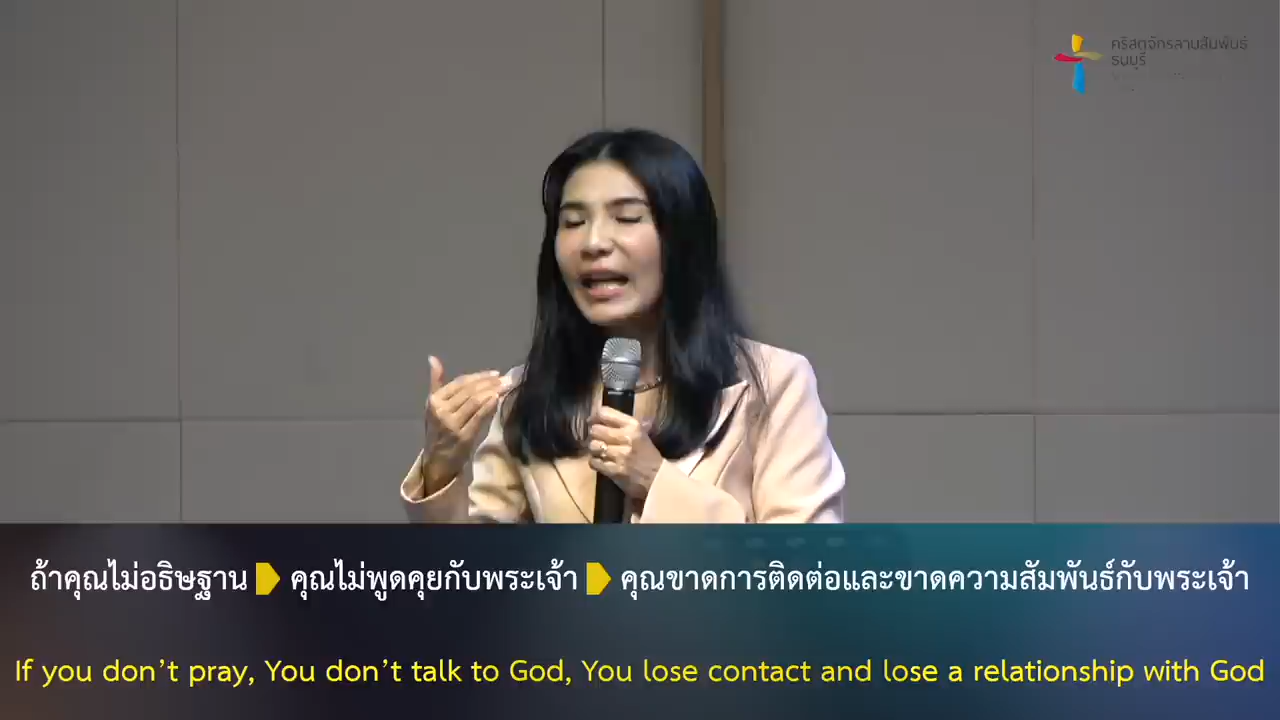 คริสตจักรสานสัมพันธ์
ธนบุรี
ถ้าคุณไม่อธิษฐาน คุณไม่พูดคุยกับพระเจ้า คุณขาดการติดต่อและขาดความสัมพันธ์กับพระเจ้า
If you don’t pray, You don’t talk to God, You lose contact and lose a relationship with God